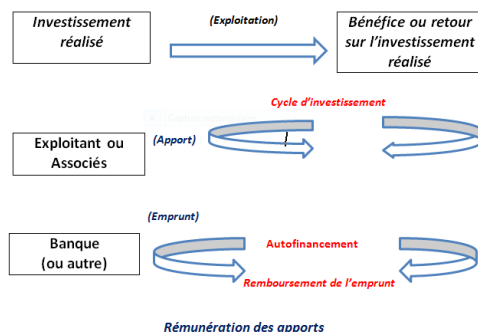 Investissement
réalisé
(Exploitation)
Bénéfice ou retour
sur l'investissement
réalisé
Cycle d'investissement
Exploitant ou
Associés
(Apport)
(Emprunt)
Banque
(ou autre)
Autofinancement
Remboursement de l'emprunt
Rémunération des apports